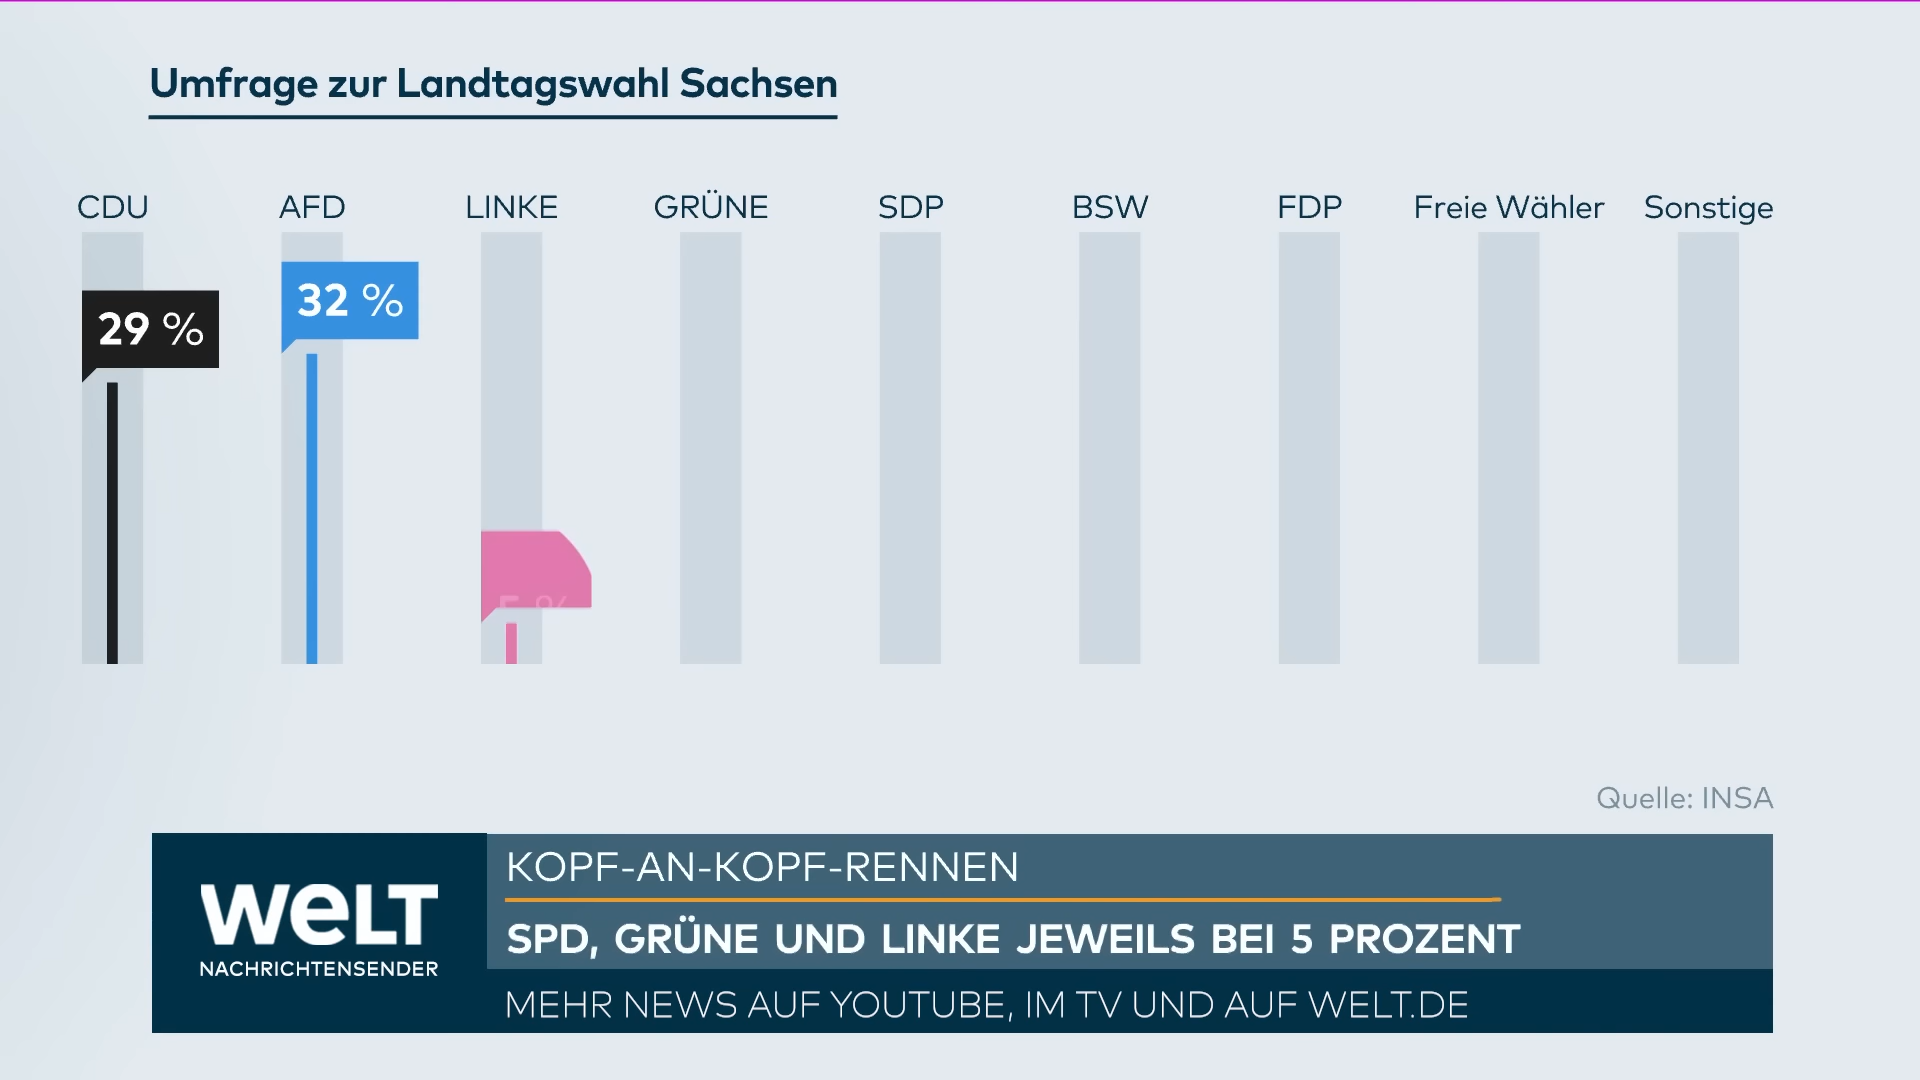 Umfrage zur Landtagswahl Sachsen
CDU AFD LINKE GRÜNE SDP BSW FDP Freie Wähler Sonstige
29 %
32 %
5 %
Quelle: INSA
WELT
NACHRICHTENSENDER
KOPF-AN-KOPF-RENNEN
SPD, GRÜNE UND LINKE JEWEILS BEI 5 PROZENT
MEHR NEWS AUF YOUTUBE, IM TV UND AUF WELT.DE